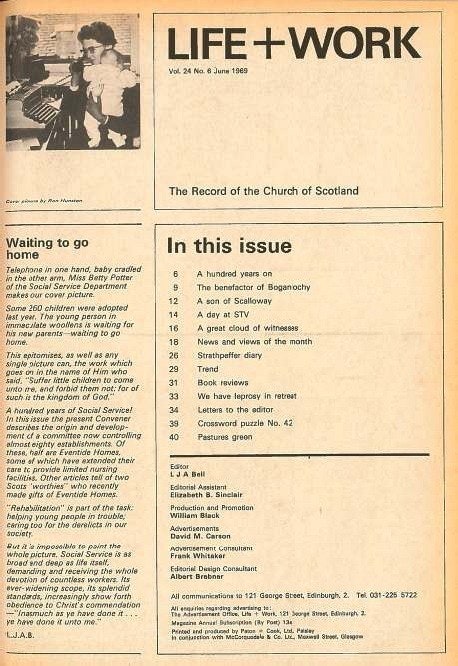 LIFE+WORK
Vol. 24 No. 6 June 1969
The Record of the Church of Scotland
Cover picture by Ron Hunston
Waiting to go
home
Telephone in one hand, baby cradled
in the other arm, Miss Betty Potter
of the Social Service Department
makes our cover picture.
Some 260 children were adopted
last year. The young person in
immaculate woollens is waiting for
his new parents—waiting to go
home.
This epitomises, as well as any
single picture can, the work which
goes on in the name of Him who
said, "Suffer little children to come
unto me, and forbid them not: for of
such is the kingdom of God."
A hundred years of Social Service!
In this issue the present Convener
describes the origin and develop-
ment of a committee now controlling
almost eighty establishments. Of
these, half are Eventide Homes,
some of which have extended their
care to provide limited nursing
facilities. Other articles tell of two
Scots 'worthies' who recently
made gifts of Eventide Homes.
"Rehabilitation" is part of the task:
helping young people in trouble;
caring too for the derelicts in our
society.
But it is impossible to paint the
whole picture. Social Service is as
broad and deep as life itself,
demanding and receiving the whole
devotion of countless workers. Its
ever-widening scope, its splendid
standards, increasingly show forth
obedience to Christ's commendation
—"Inasmuch as ye have done it . . .
ye have done it unto me."
L.J.A.B.
In this issue
6 A hundred years on
9 The benefactor of Bogannochy
12 A son of Scalloway
14 A day at STV
16 A great cloud of witnesses
18 News and views of the month
26 Strathpeffer diary
29 Trend
31 Book reviews
33 We have leprosy in retreat
34 Letters to the editor
39 Crossword puzzle No. 42
40 Pastures green
Editor
L J A Bell
Editorial Assistant
Elizabeth B. Sinclair
Production and Promotion
William Black
Advertisements
David M. Carson
Advertisement Consultant
Frank Whitaker
Editorial Design Consultant
Albert Brebner
All communications to 121 George Street, Edinburgh, 2. Tel 031-225 5722
All enquiries regarding advertising to:
The Advertisement Office, Life + Work, 121 George Street, Edinburgh, 2.
Magazine Annual Subscription (By Post) 13s
Printed and produced by Paton + Cook, Ltd, Paisley
in conjunction with McCorquodale & Co. Ltd., Maxwell Street, Glasgow